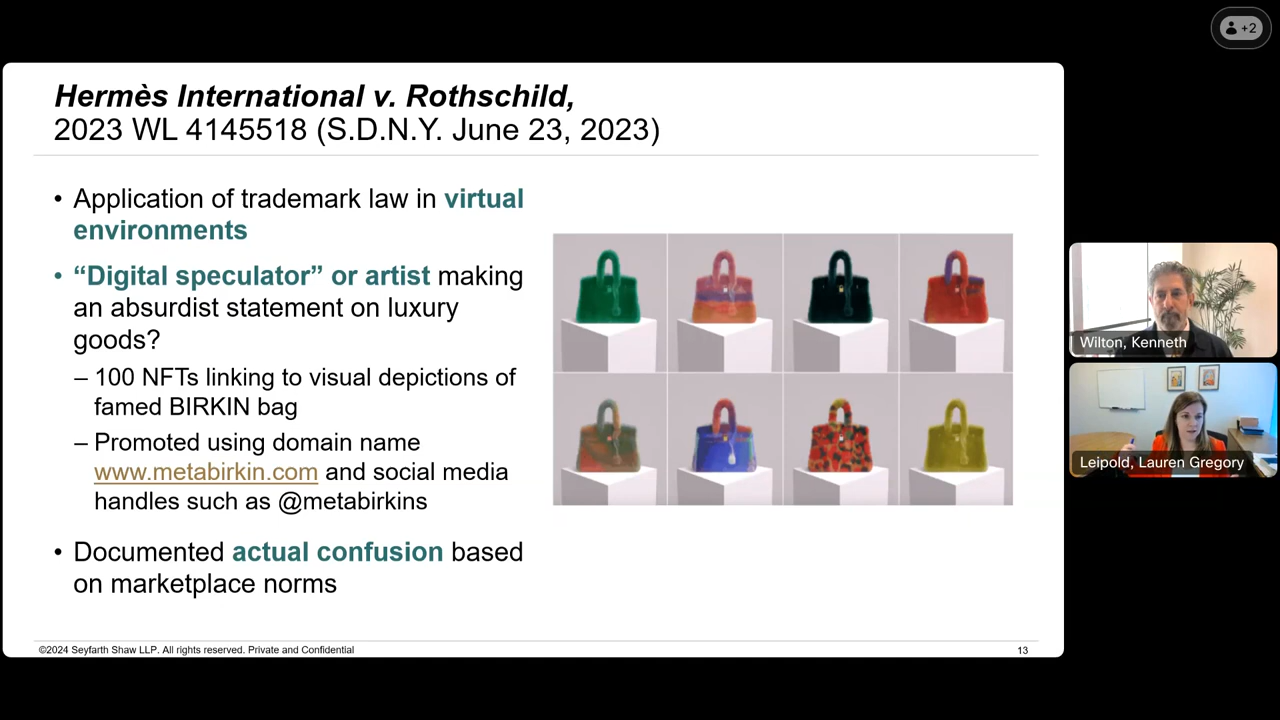 +2
Hermès International v. Rothschild,
2023 WL 4145518 (S.D.N.Y. June 23, 2023)
• Application of trademark law in virtual
environments
• “Digital speculator” or artist making
an absurdist statement on luxury
goods?
– 100 NFTs linking to visual depictions of
famed BIRKIN bag
– Promoted using domain name
www.metabirkin.com and social media
handles such as @metabirkins
• Documented actual confusion based
on marketplace norms
©2024 Seyfarth Shaw LLP. All rights reserved. Private and Confidential
13
Wilton, Kenneth
Leipold, Lauren Gregory